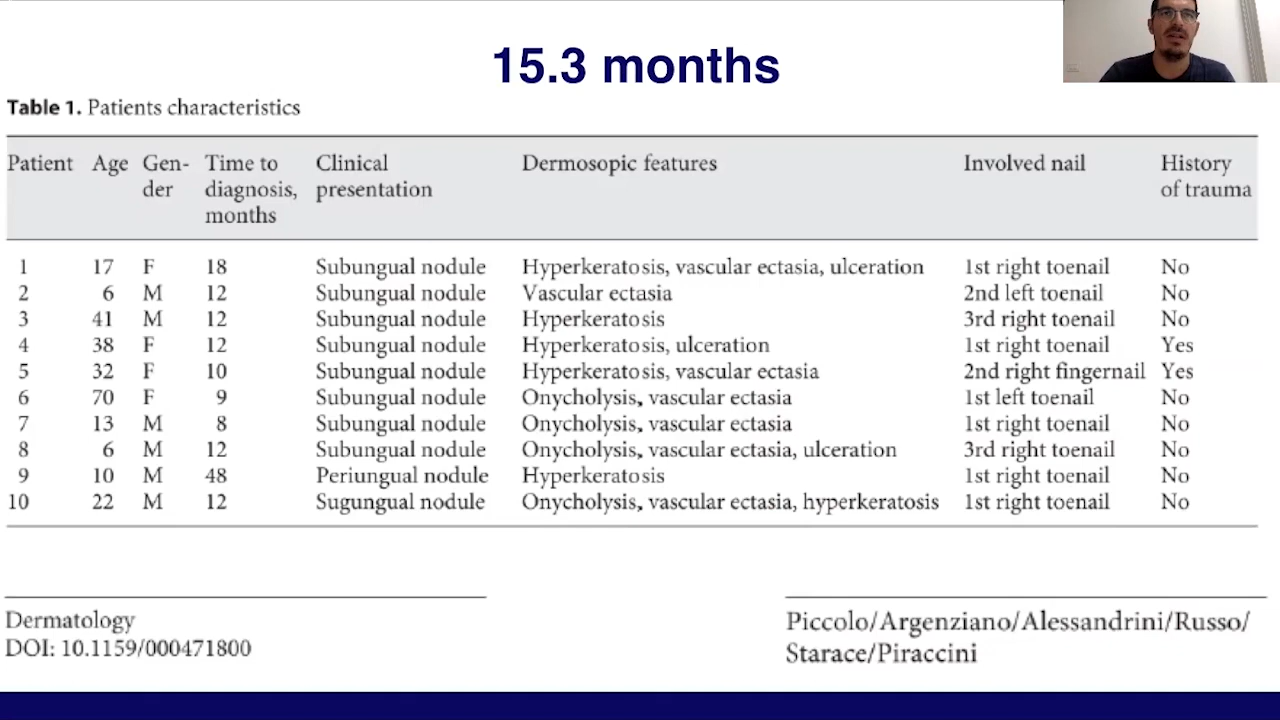 15.3 months
Table 1. Patients characteristics
Patient Age Gen- Time to Clinical Dermosopic features Involved nail History
der diagnosis, presentation of trauma
months
1 17 F 18 Subungual nodule Hyperkeratosis, vascular ectasia, ulceration 1st right toenail No
2 6 M 12 Subungual nodule Vascular ectasia 2nd left toenail No
3 41 M 12 Subungual nodule Hyperkeratosis 3rd right toenail No
4 38 F 12 Subungual nodule Hyperkeratosis, ulceration 1st right toenail Yes
5 32 F 10 Subungual nodule Hyperkeratosis, vascular ectasia 2nd right fingernail Yes
6 70 F 9 Subungual nodule Onycholysis, vascular ectasia 1st left toenail No
7 13 M 8 Subungual nodule Onycholysis, vascular ectasia 1st right toenail No
8 6 M 12 Subungual nodule Onycholysis, vascular ectasia, ulceration 3rd right toenail No
9 10 M 48 Periungual nodule Hyperkeratosis 1st right toenail No
10 22 M 12 Sugungual nodule Onycholysis, vascular ectasia, hyperkeratosis 1st right toenail No
Dermatology
DOI: 10.1159/000471800
Piccolo/Argenziano/Alessandrini/Russo/
Starace/Piraccini